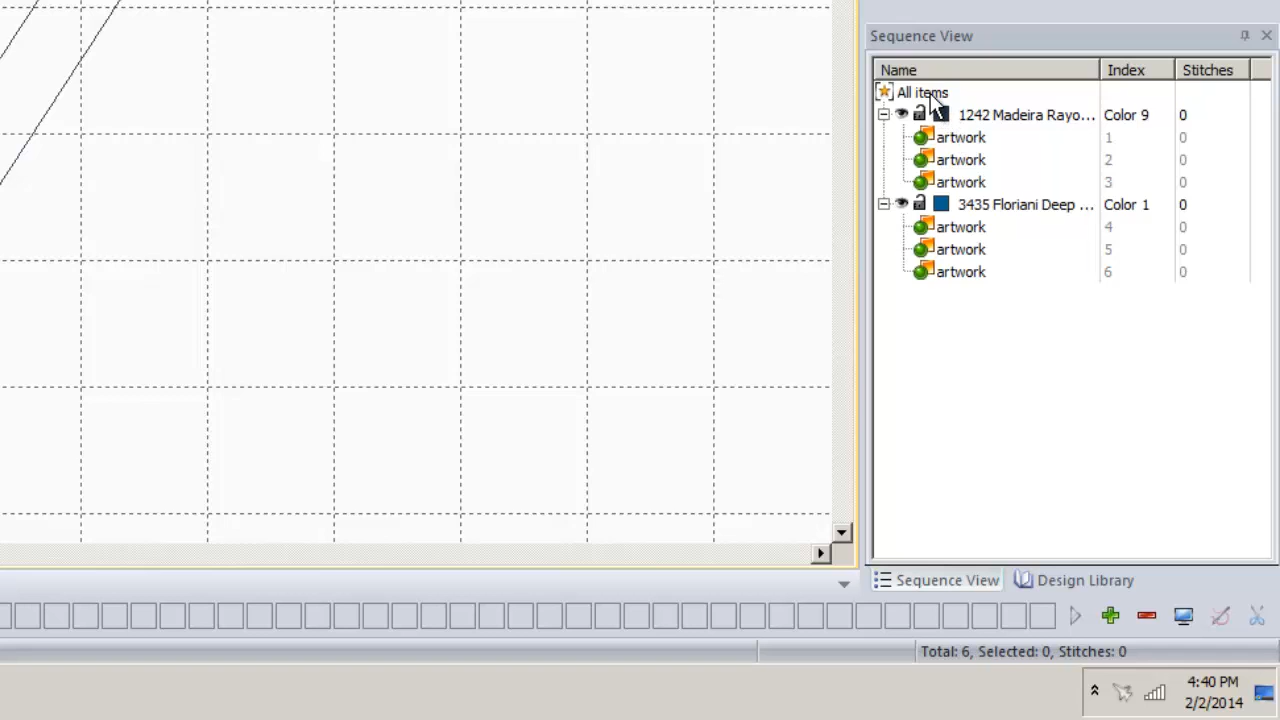 Sequence View
Name Index Stitches
All items
1242 Madeira Rayo... Color 9 0
artwork 1 0
artwork 2 0
artwork 3 0
3435 Floriani Deep ... Color 1 0
artwork 4 0
artwork 5 0
artwork 6 0
Sequence View Design Library
Total: 6, Selected: 0, Stitches: 0
4:40 PM
2/2/2014